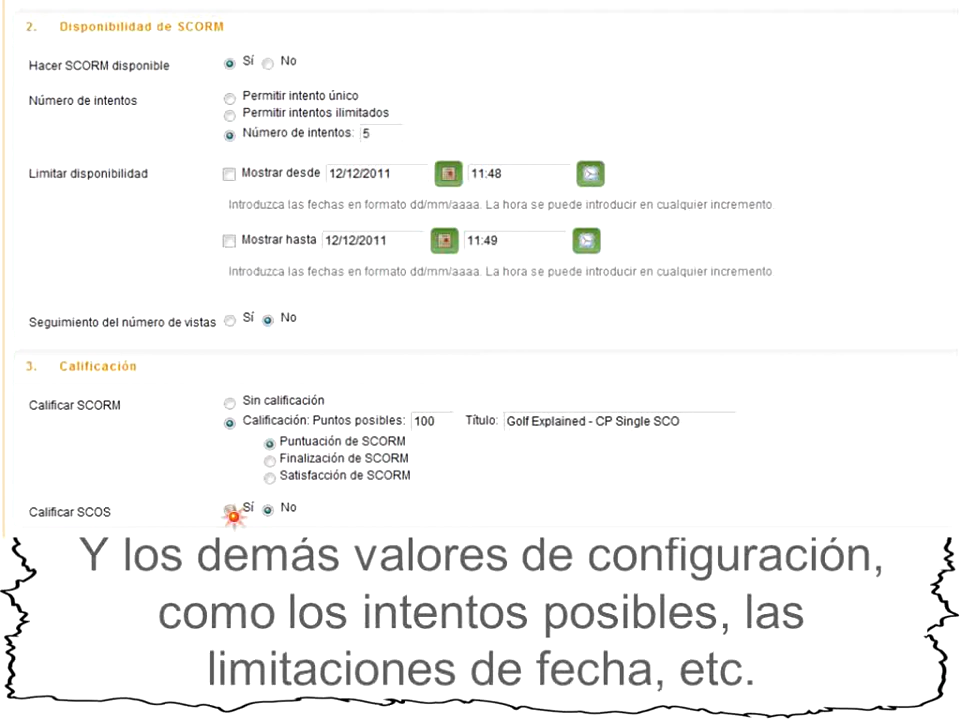 2. Disponibilidad de SCORM
Hacer SCORM disponible Sí No
Número de intentos Permitir intento único
Permitir intentos ilimitados
Número de intentos: 5
Limitar disponibilidad Mostrar desde 12/12/2011 11:48
Introduzca las fechas en formato dd/mm/aaaa. La hora se puede introducir en cualquier incremento.
Mostrar hasta 12/12/2011 11:49
Introduzca las fechas en formato dd/mm/aaaa. La hora se puede introducir en cualquier incremento
Seguimiento del número de vistas Sí No
3. Calificación
Calificar SCORM Sin calificación
Calificación: Puntos posibles: 100 Título: Golf Explained - CP Single SCO
Puntuación de SCORM
Finalización de SCORM
Satisfacción de SCORM
Calificar SCOS Sí No
Y los demás valores de configuración,
como los intentos posibles, las
limitaciones de fecha, etc.